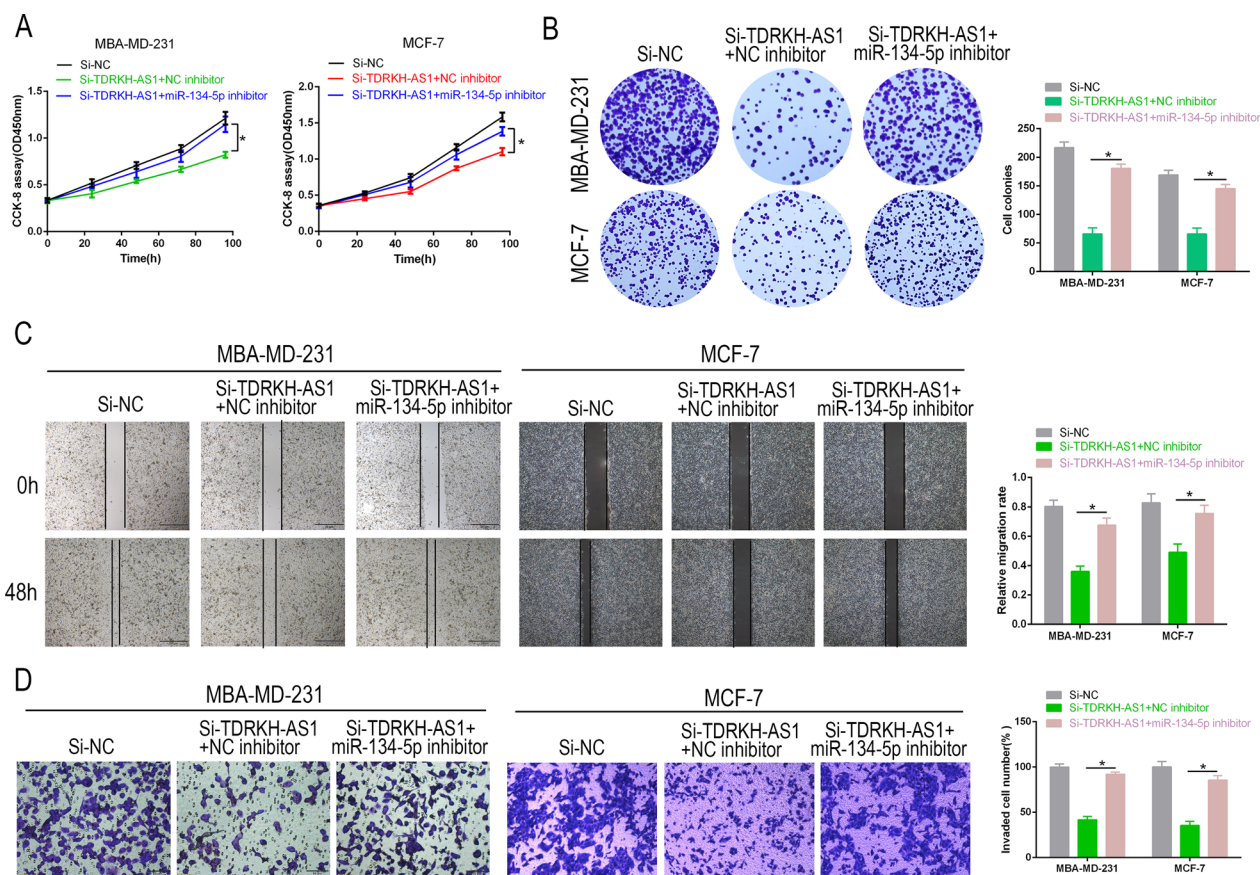 A
MBA-MD-231
Si-NC
Si-TDRKH-AS1+NC inhibitor
Si-TDRKH-AS1+miR-134-5p inhibitor
CCK-8 assay(OD450nm)
1.5
1.0
0.5
0.0
*
0 20 40 60 80 100
Time(h)
MCF-7
Si-NC
Si-TDRKH-AS1+NC inhibitor
Si-TDRKH-AS1+miR-134-5p inhibitor
CCK-8 assay(OD450nm)
2.0
1.5
1.0
0.5
0.0
*
0 20 40 60 80 100
Time(h)
B
Si-NC
Si-TDRKH-AS1
+NC inhibitor
Si-TDRKH-AS1+
miR-134-5p inhibitor
MBA-MD-231
MCF-7
Si-NC
Si-TDRKH-AS1+NC inhibitor
Si-TDRKH-AS1+miR-134-5p inhibitor
Cell colonies
250
200
150
100
50
0
* *
MBA-MD-231 MCF-7
C
MBA-MD-231
Si-NC
Si-TDRKH-AS1
+NC inhibitor
Si-TDRKH-AS1+
miR-134-5p inhibitor
MCF-7
Si-NC
Si-TDRKH-AS1
+NC inhibitor
Si-TDRKH-AS1+
miR-134-5p inhibitor
0h
48h
Si-NC
Si-TDRKH-AS1+NC inhibitor
Si-TDRKH-AS1+miR-134-5p inhibitor
Relative migration rate
1.0
0.8
0.6
0.4
0.2
0.0
* *
MBA-MD-231 MCF-7
D
MBA-MD-231
Si-NC
Si-TDRKH-AS1
+NC inhibitor
Si-TDRKH-AS1+
miR-134-5p inhibitor
MCF-7
Si-NC
Si-TDRKH-AS1
+NC inhibitor
Si-TDRKH-AS1+
miR-134-5p inhibitor
Si-NC
Si-TDRKH-AS1+NC inhibitor
Si-TDRKH-AS1+miR-134-5p inhibitor
Invaded cell number(% )
150
100
50
0
* *
MBA-MD-231 MCF-7